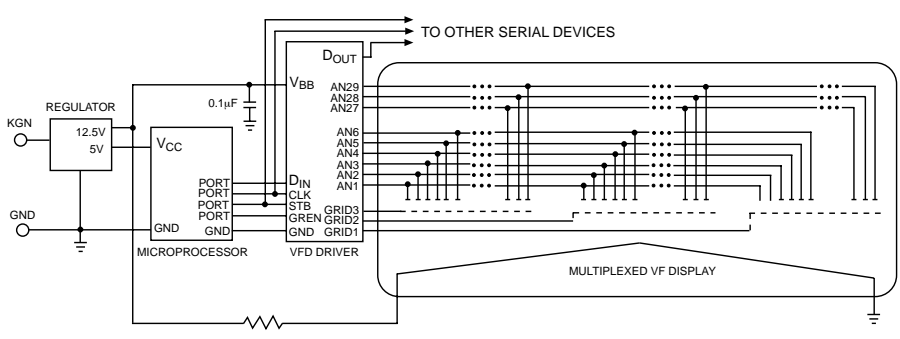 TO OTHER SERIAL DEVICES
DOUT
VBB
0.1µF
AN29
AN28
AN27
REGULATOR
KGN
12.5V
5V
VCC
AN6
AN5
AN4
AN3
AN2
AN1
PORT
PORT
PORT
PORT
GND
GND
DIN
CLK
STB
GREN
GND
GRID3
GRID2
GRID1
GND
MICROPROCESSOR
VFD DRIVER
MULTIPLEXED VF DISPLAY